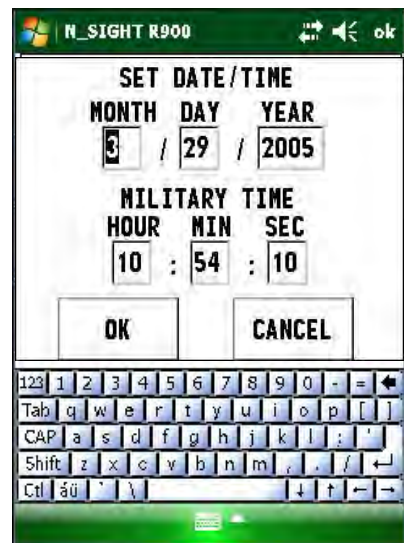 N_SIGHT R900 ok
SET DATE/TIME
MONTH DAY YEAR
3 / 29 / 2005
MILITARY TIME
HOUR MIN SEC
10 : 54 : 10
OK CANCEL
123 1 2 3 4 5 6 7 8 9 0 - = 
Tab q w e r t y u i o p [ ]
CAP a s d f g h j k l ; '
Shift z x c v b n m , . /
Ctl áü ` \